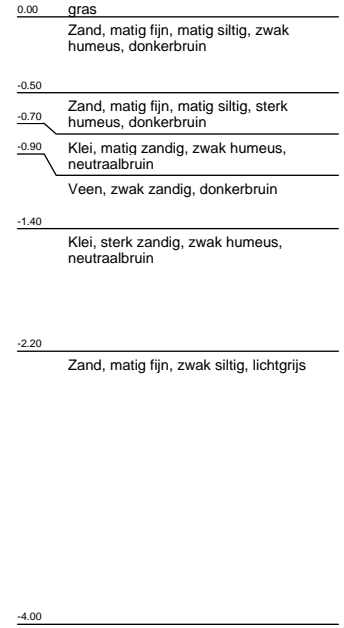 0.00 gras
Zand, matig fijn, matig siltig, zwak
humeus, donkerbruin
-0.50
Zand, matig fijn, matig siltig, sterk
-0.70 humeus, donkerbruin
-0.90 Klei, matig zandig, zwak humeus,
neutraalbruin
Veen, zwak zandig, donkerbruin
-1.40
Klei, sterk zandig, zwak humeus,
neutraalbruin
-2.20
Zand, matig fijn, zwak siltig, lichtgrijs
-4.00